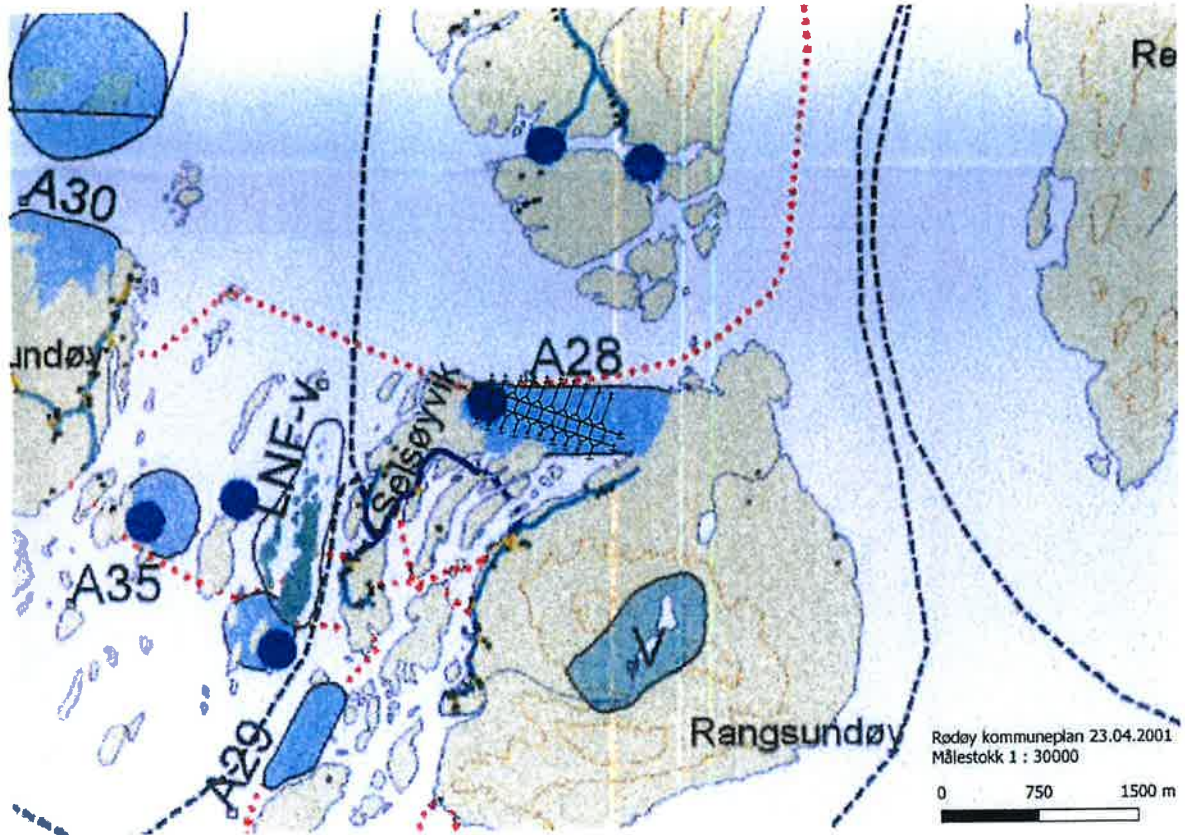 Re
A30
undøy
A28
LNF-V
Selsøyvik
A35
A29
V
Rangsundøy
Rødøy kommuneplan 23.04.2001
Målestokk 1 : 30000
0 750 1500 m